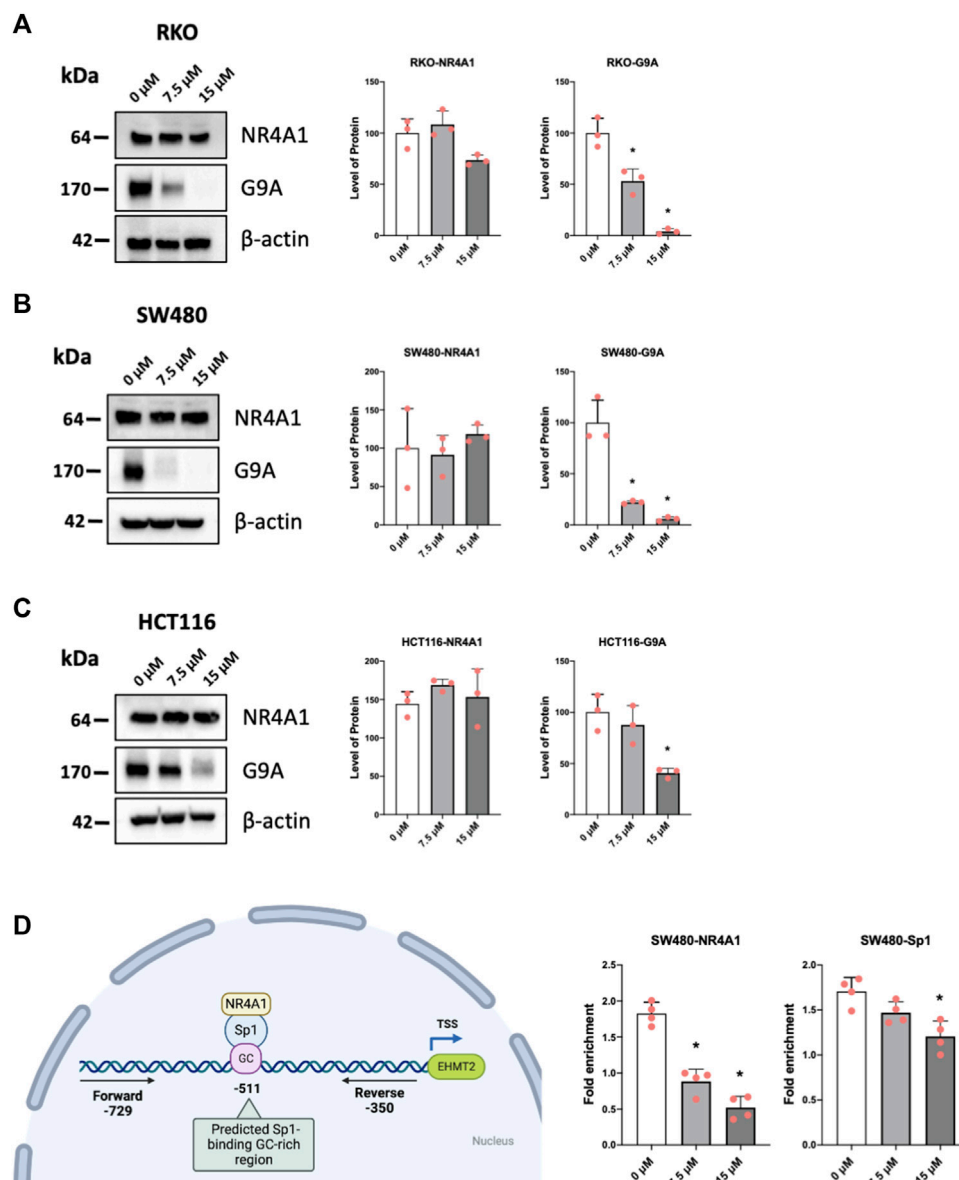 A
RKO
kDa
0 µM 7.5 µM 15 µM
64 NR4A1
170 G9A
42 β-actin
RKO-NR4A1
Level of Protein
150
100
50
0
0 µM 7.5 µM 15 µM
RKO-G9A
Level of Protein
150
100
50
0
* *
0 µM 7.5 µM 15 µM
B
SW480
kDa
0 µM 7.5 µM 15 µM
64 NR4A1
170 G9A
42 β-actin
SW480-NR4A1
Level of Protein
200
150
100
50
0
0 µM 7.5 µM 15 µM
SW480-G9A
Level of Protein
150
100
50
0
* *
0 µM 7.5 µM 15 µM
C
HCT116
kDa
0 µM 7.5 µM 15 µM
64 NR4A1
170 G9A
42 β-actin
HCT116-NR4A1
Level of Protein
200
150
100
50
0
0 µM 7.5 µM 15 µM
HCT116-G9A
Level of Protein
150
100
50
0
*
0 µM 7.5 µM 15 µM
D
NR4A1
Sp1
GC
TSS
EHMT2
Forward
-729
-511
Reverse
-350
Predicted Sp1-
binding GC-rich
region
Nucleus
SW480-NR4A1
Fold enrichment
2.5
2.0
1.5
1.0
0.5
0.0
* *
0 µM
SW480-Sp1
Fold enrichment
2.0
1.5
1.0
0.5
0.0
*
0 µM